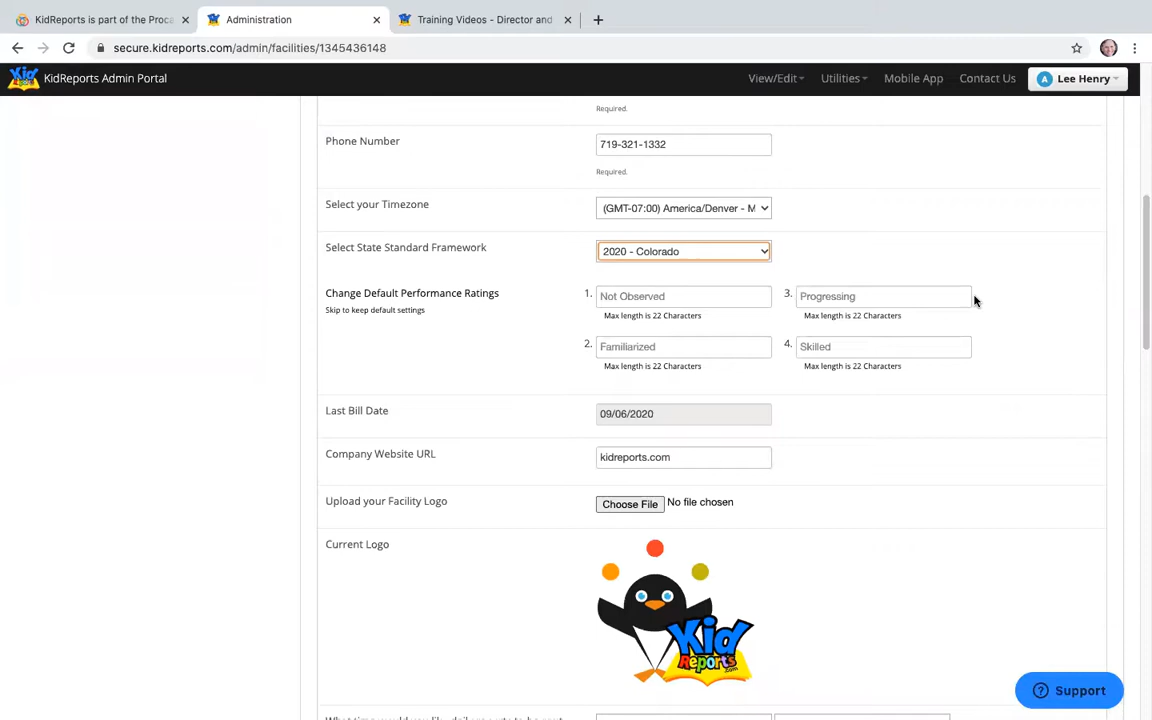 KidReports is part of the Proca
Administration
Training Videos - Director and
secure.kidreports.com/admin/facilities/1345436148
Kid Reports
KidReports Admin Portal
View/Edit
Utilities
Mobile App
Contact Us
A
Lee Henry
Required.
Phone Number
719-321-1332
Required.
Select your Timezone
(GMT-07:00) America/Denver - M
Select State Standard Framework
2020 - Colorado
Change Default Performance Ratings
Skip to keep default settings
1.
Not Observed
3.
Progressing
Max length is 22 Characters
Max length is 22 Characters
2.
Familiarized
4.
Skilled
Max length is 22 Characters
Max length is 22 Characters
Last Bill Date
09/06/2020
Company Website URL
kidreports.com
Upload your Facility Logo
Choose File
No file chosen
Current Logo
Kid
Reports.com
Support